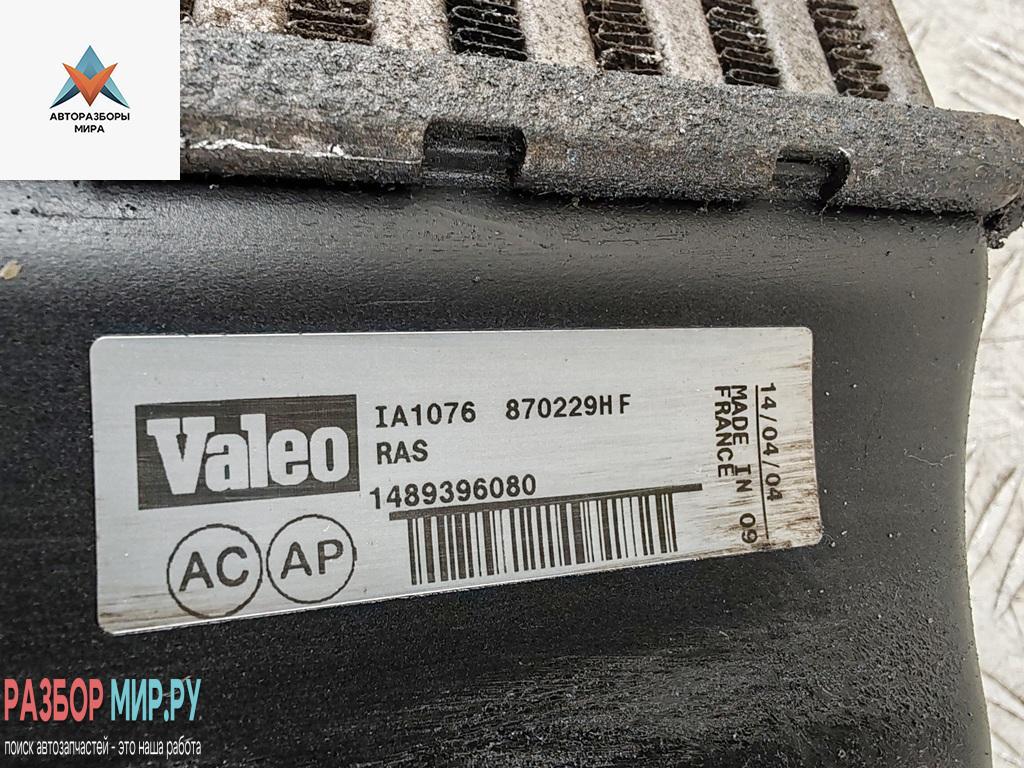 АВТОРАЗБОРЫ
МИРА
Valeo
IA1076 870229HF
RAS
1489396080
AC
AP
14/04/04
MADE IN 09
FRANCE
РАЗБОР МИР.РУ
поиск автозапчастей - это наша работа